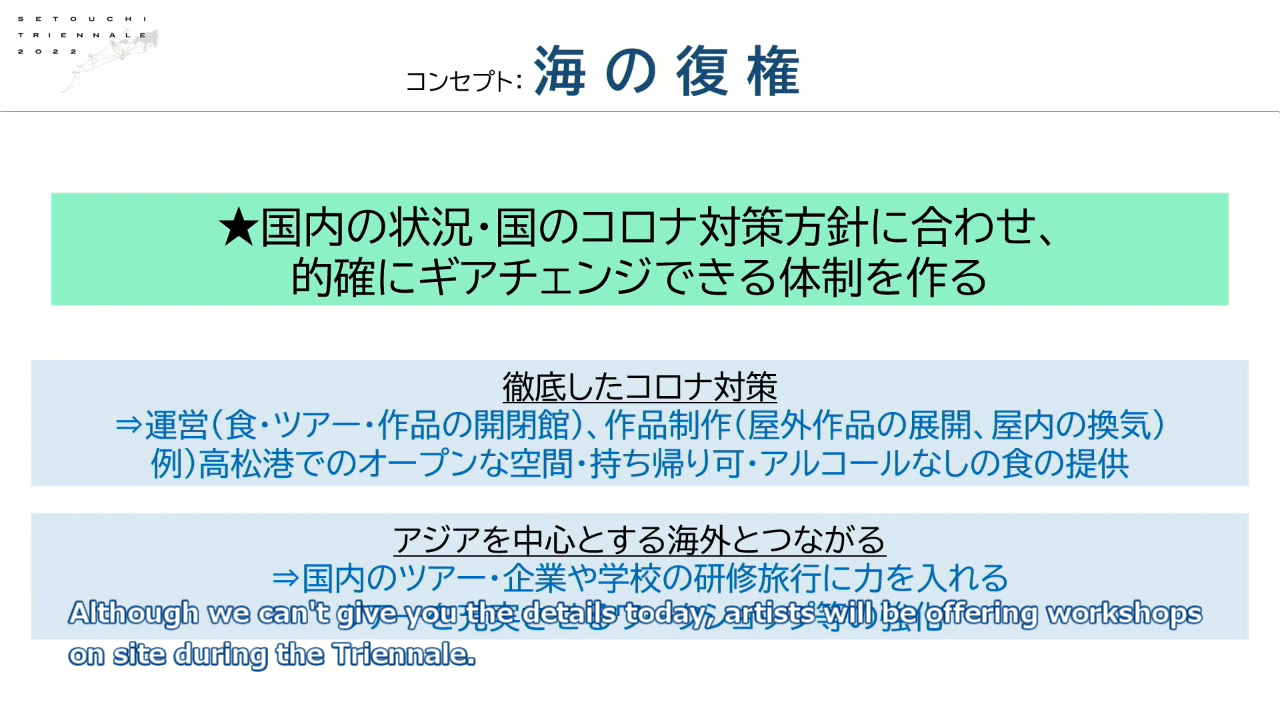 SETOUCHI
TRIENNALE
2022
コンセプト: 海の復権
★国内の状況・国のコロナ対策方針に合わせ、
的確にギアチェンジできる体制を作る
徹底したコロナ対策
⇒運営(食・ツアー・作品の開閉館)、作品制作(屋外作品の展開、屋内の換気)
例)高松港でのオープンな空間・持ち帰り可・アルコールなしの食の提供
アジアを中心とする海外とつながる
⇒国内のツアー・企業や学校の研修旅行に力を入れる
等の強化
Although we can't give you the details today, artists will be offering workshops
on site during the Triennale.